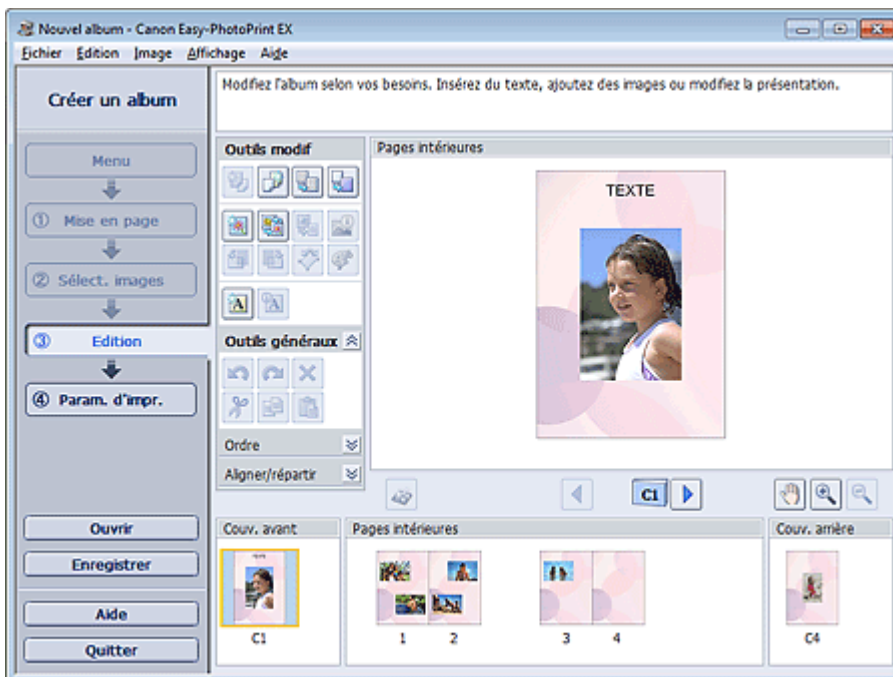 Nouvel album - Canon Easy-PhotoPrint EX
Fichier Edition Image Affichage Aide
Créer un album
Modifiez l'album selon vos besoins. Insérez du texte, ajoutez des images ou modifiez la présentation.
Menu
① Mise en page
② Sélect. images
③ Edition
④ Param. d'impr.
Ouvrir
Enregistrer
Aide
Quitter
Outils modif
Outils généraux
Ordre
Aligner/répartir
Pages intérieures
TEXTE
C1
Couv. avant
TEXTE
C1
Pages intérieures
1 2 3 4
Couv. arrière
C4